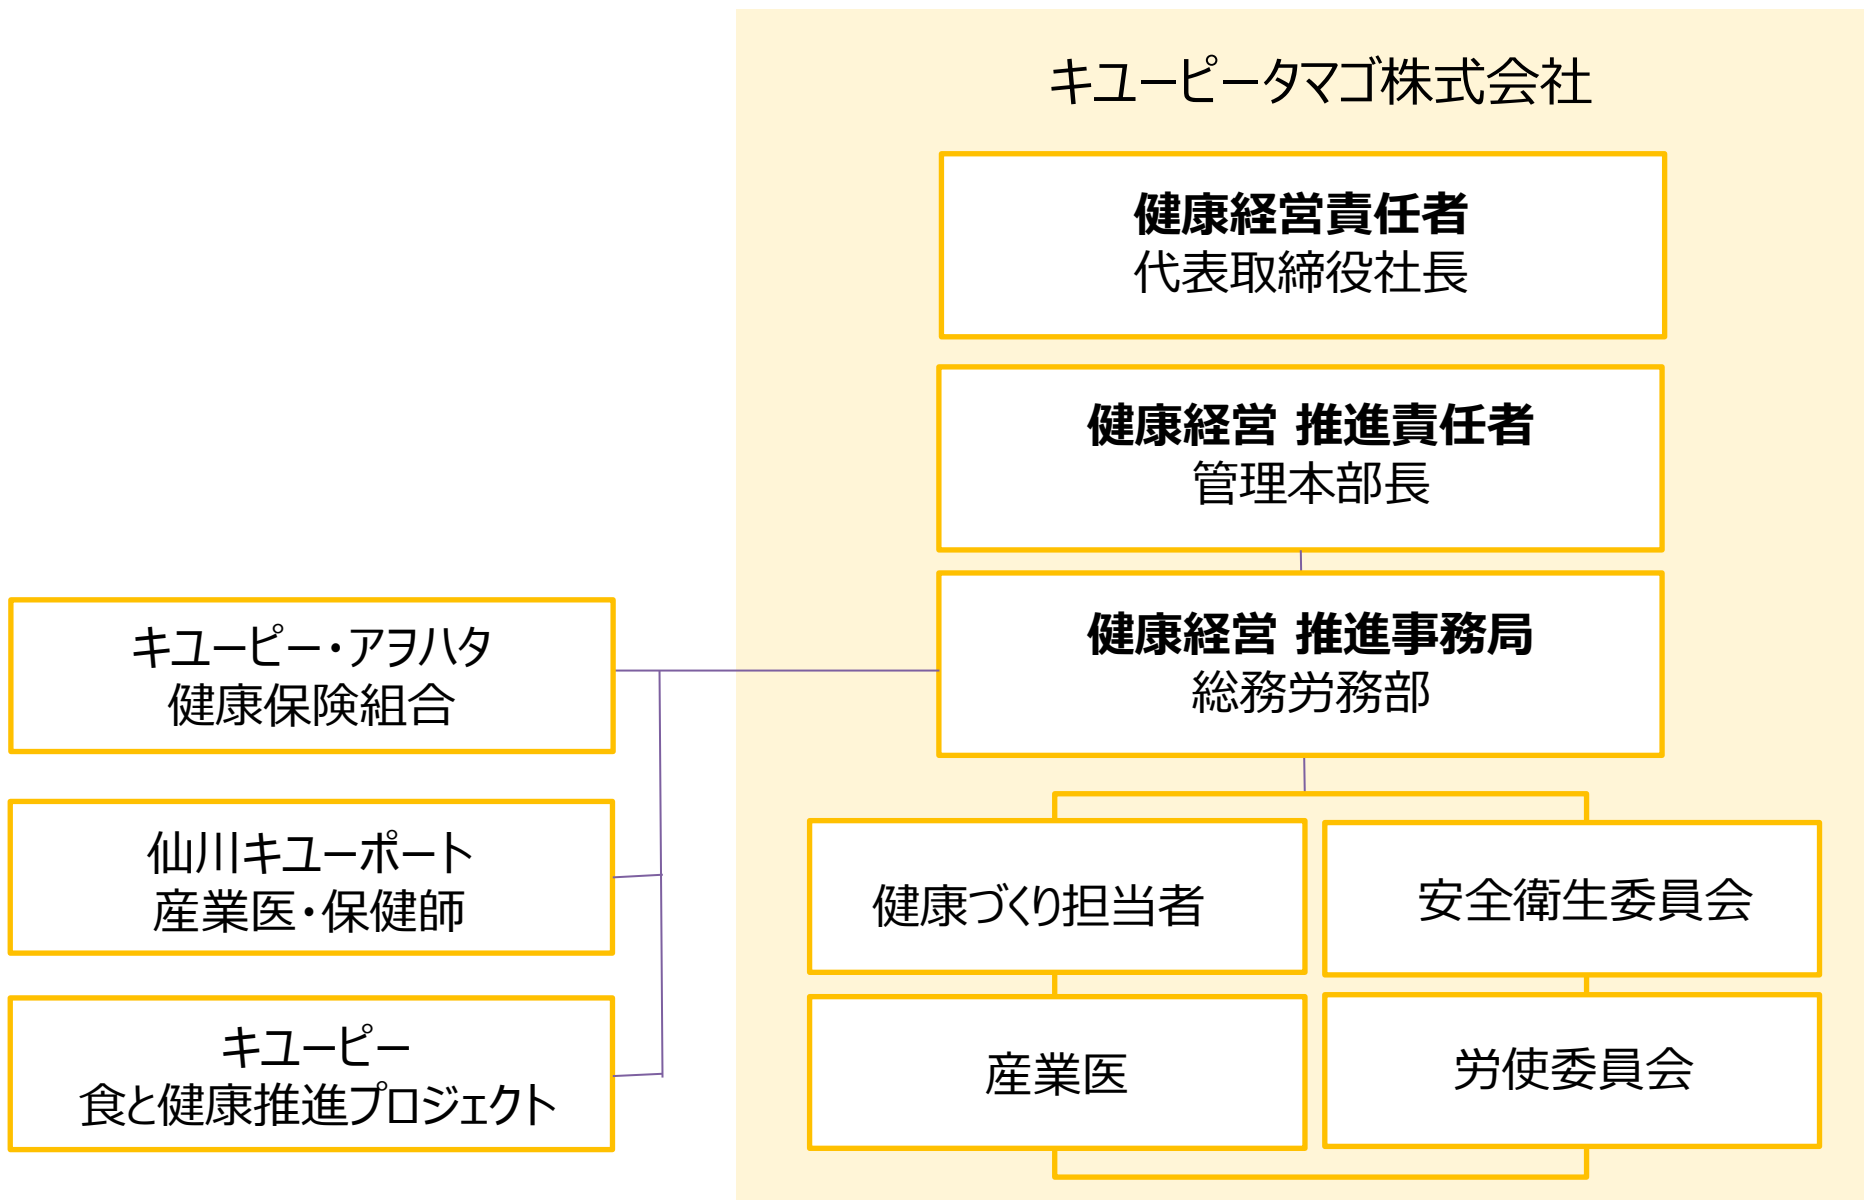 キユーピータマゴ株式会社
健康経営責任者
代表取締役社長
健康経営 推進責任者
管理本部長
健康経営 推進事務局
総務労務部
キユーピー・アヲハタ
健康保険組合
仙川キユーポート
産業医・保健師
キユーピー
食と健康推進プロジェクト
健康づくり担当者
安全衛生委員会
産業医
労使委員会